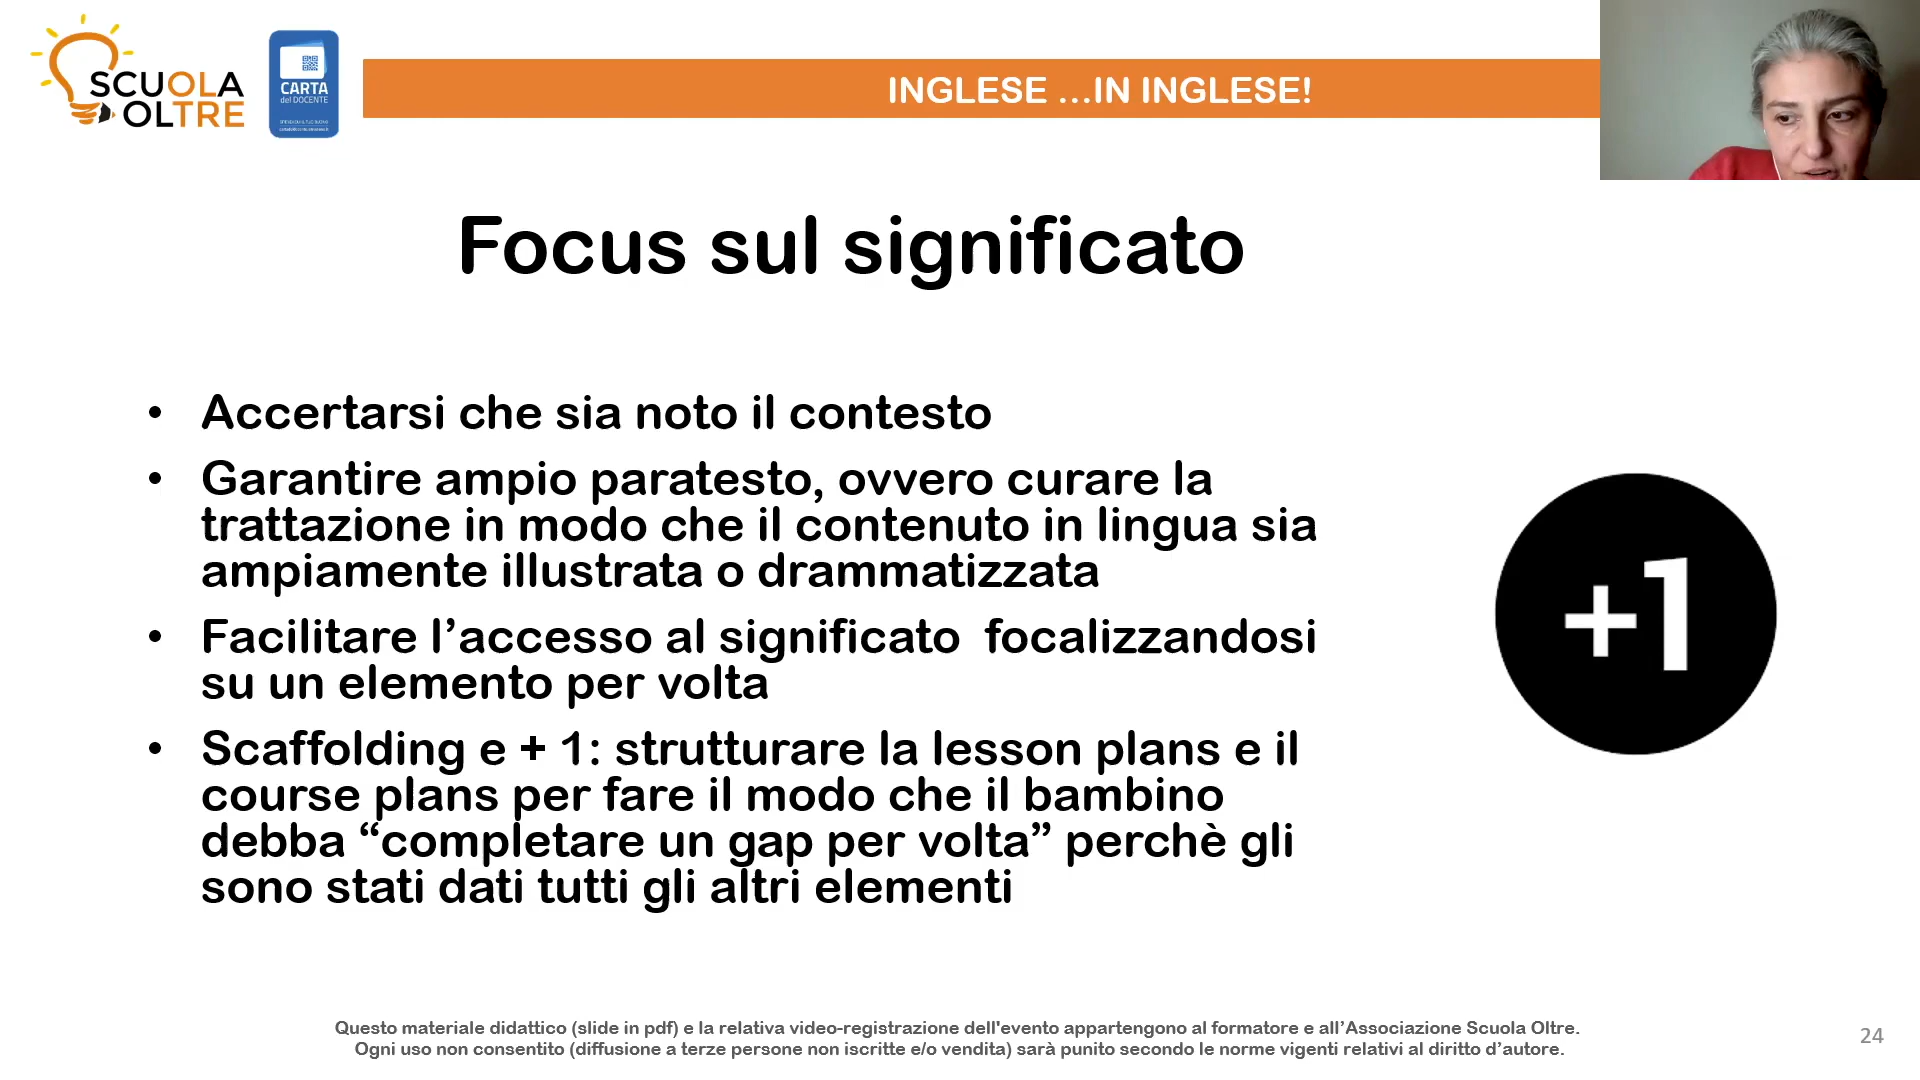 SCUOLA
OLTRE
CARTA
del DOCENTE
INGLESE ...IN INGLESE!
Focus sul significato
• Accertarsi che sia noto il contesto
• Garantire ampio paratesto, ovvero curare la
trattazione in modo che il contenuto in lingua sia
ampiamente illustrata o drammatizzata
• Facilitare l’accesso al significato  focalizzandosi
su un elemento per volta
• Scaffolding e + 1: strutturare la lesson plans e il
course plans per fare il modo che il bambino
debba “completare un gap per volta” perchè gli
sono stati dati tutti gli altri elementi
+1
Questo materiale didattico (slide in pdf) e la relativa video-registrazione dell'evento appartengono al formatore e all’Associazione Scuola Oltre.
Ogni uso non consentito (diffusione a terze persone non iscritte e/o vendita) sarà punito secondo le norme vigenti relativi al diritto d’autore.
24